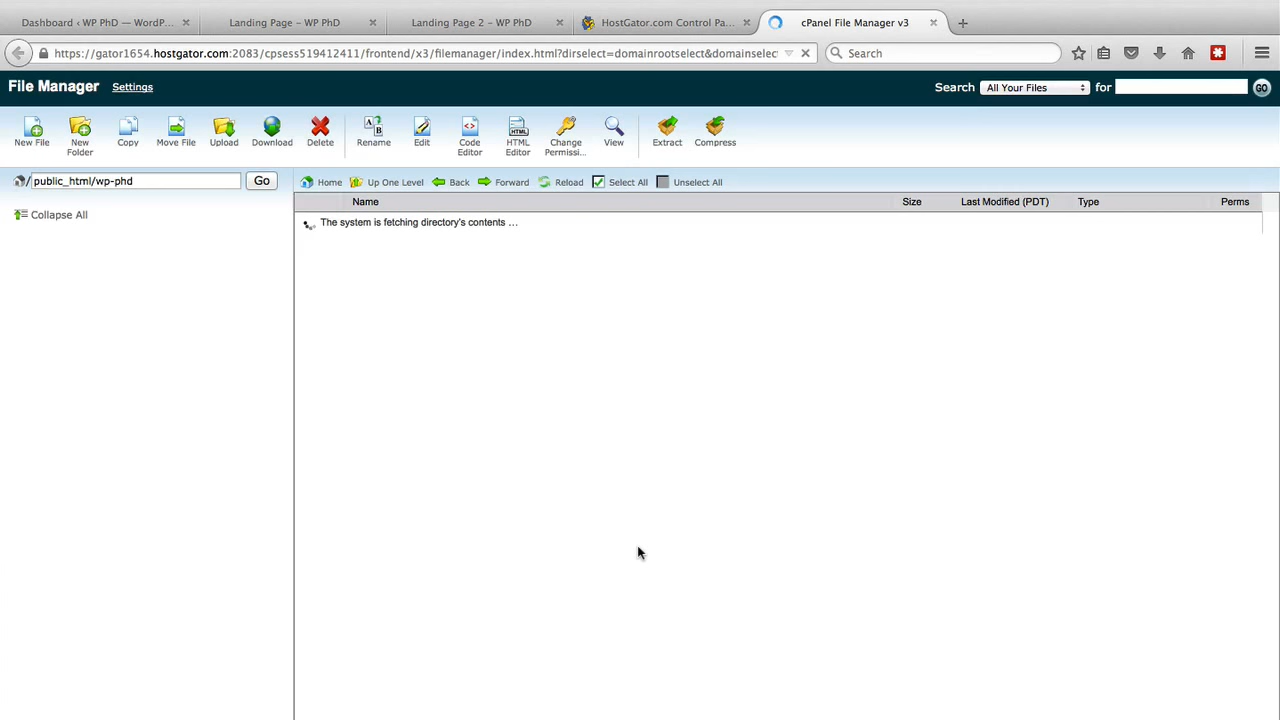 Dashboard ‹ WP PhD — WordP... Landing Page – WP PhD Landing Page 2 – WP PhD HostGator.com Control Pa... cPanel File Manager v3
https://gator1654.hostgator.com:2083/cpsess519412411/frontend/x3/filemanager/index.html?dirselect=domainrootselect&domainselect Search
File Manager Settings Search All Your Files for GO
New File New Folder Copy Move File Upload Download Delete Rename Edit Code Editor HTML Editor Change Permissi... View Extract Compress
/ public_html/wp-phd Go Home Up One Level Back Forward Reload Select All Unselect All
Name Size Last Modified (PDT) Type Perms
Collapse All
The system is fetching directory's contents ...